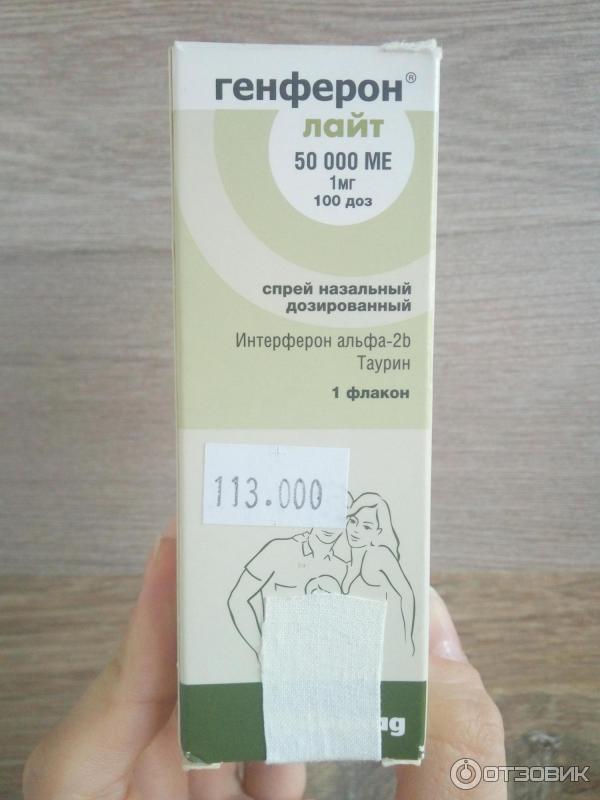 генферон®
лайт
50 000 МЕ
1мг
100 доз
спрей назальный
дозированный
Интерферон альфа-2b
Таурин
1 флакон
113.000
ОТЗОВИК